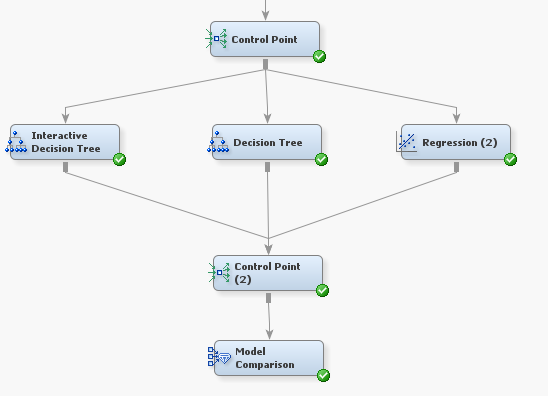 Control Point
Interactive
Decision Tree
Decision Tree
Regression (2)
Control Point
(2)
Model
Comparison